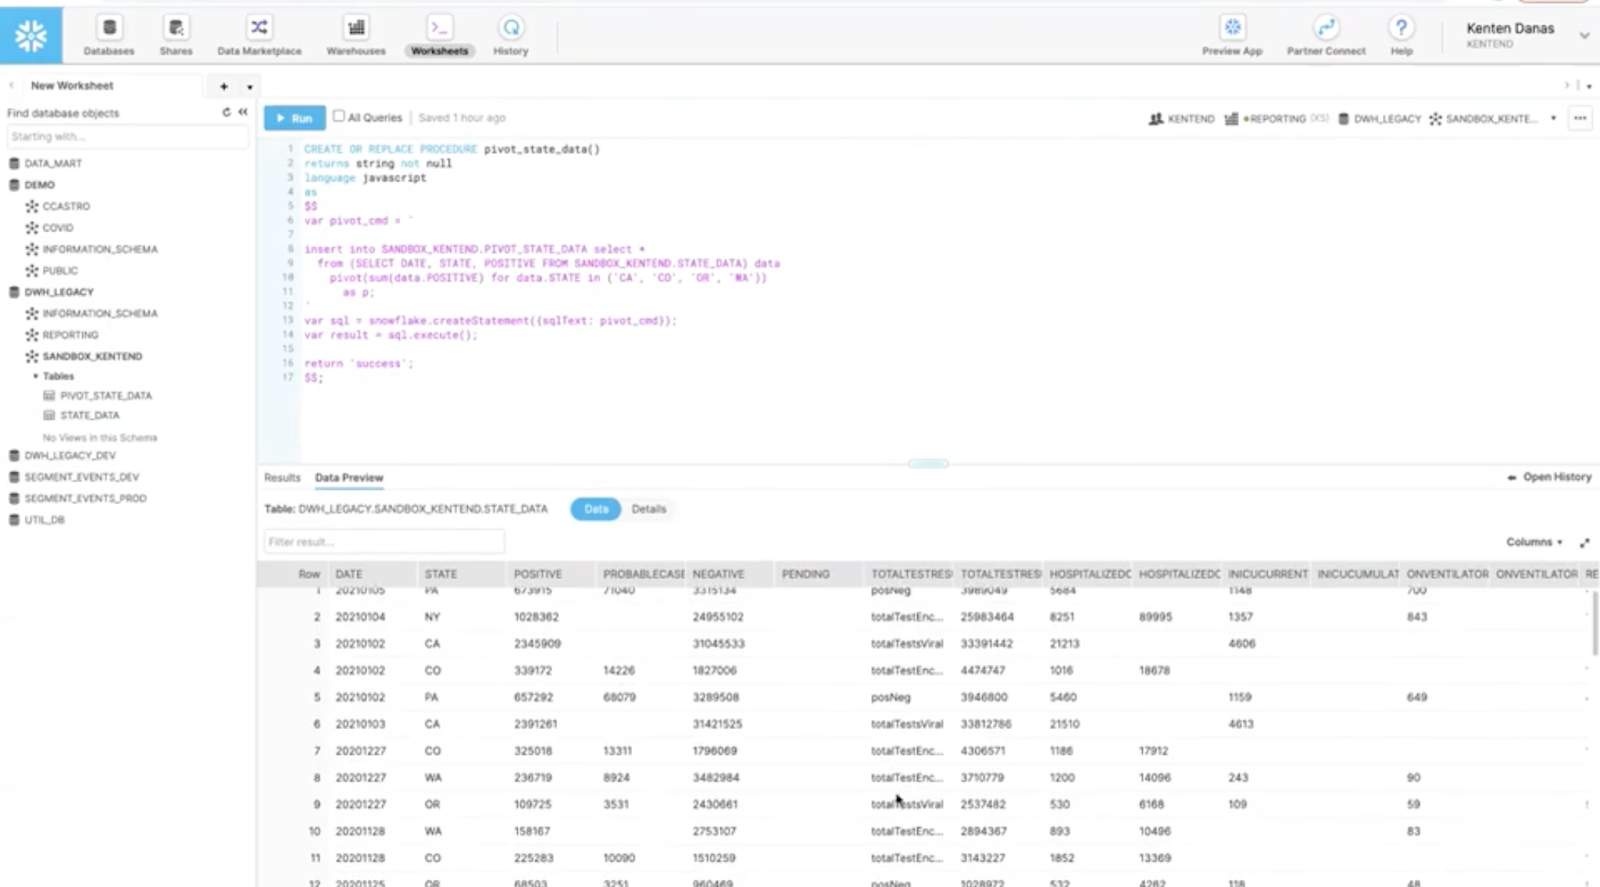 Databases
Shares
Data Marketplace
Warehouses
Worksheets
History
Preview App
Partner Connect
Help
Kenten Danas
KENTEND
New Worksheet
Find database objects
Starting with...
DATA_MART
DEMO
CCASTRO
COVID
INFORMATION_SCHEMA
PUBLIC
DWH_LEGACY
INFORMATION_SCHEMA
REPORTING
SANDBOX_KENTEND
Tables
PIVOT_STATE_DATA
STATE_DATA
No Views in this Schema
DWH_LEGACY_DEV
SEGMENT_EVENTS_DEV
SEGMENT_EVENTS_PROD
UTIL_DB
Run All Queries | Saved 1 hour ago
KENTEND REPORTING (XS) DWH_LEGACY SANDBOX_KENTE...
1 CREATE OR REPLACE PROCEDURE pivot_state_data()
2 returns string not null
3 language javascript
4 as
5 $$
6 var pivot_cmd = `
7
8 insert into SANDBOX_KENTEND.PIVOT_STATE_DATA select *
9 from (SELECT DATE, STATE, POSITIVE FROM SANDBOX_KENTEND.STATE_DATA) data
10 pivot(sum(data.POSITIVE) for data.STATE in ('CA', 'CO', 'OR', 'WA'))
11 as p;
12 `
13 var sql = snowflake.createStatement({sqlText: pivot_cmd});
14 var result = sql.execute();
15
16 return 'success';
17 $$;
Results Data Preview Open History
Table: DWH_LEGACY.SANDBOX_KENTEND.STATE_DATA Data Details
Filter result... Columns
Row DATE STATE POSITIVE PROBABLECASE NEGATIVE PENDING TOTALTESTRES TOTALTESTRES HOSPITALIZEDC HOSPITALIZEDC INICUCURRENT INICUCUMULAT ONVENTILATOR ONVENTILATOR RE
1 20210105 PA 673915 71040 3315134 posNeg 3989049 5684 1148 700
2 20210104 NY 1028362 24955102 totalTestEnc... 25983464 8251 89995 1357 843
3 20210102 CA 2345909 31045533 totalTestsViral 33391442 21213 4606
4 20210102 CO 339172 14226 1827006 totalTestEnc... 4474747 1016 18678
5 20210102 PA 657292 68079 3289508 posNeg 3946800 5460 1159 649
6 20210103 CA 2391261 31421525 totalTestsViral 33812786 21510 4613
7 20201227 CO 325018 13311 1796069 totalTestEnc... 4306571 1186 17912
8 20201227 WA 236719 8924 3482984 totalTestEnc... 3710779 1200 14096 243 90
9 20201227 OR 109725 3531 2430661 totalTestsViral 2537482 530 6168 109 59
10 20201128 WA 158167 2753107 totalTestEnc... 2894367 893 10496 83
11 20201128 CO 225283 10090 1510259 totalTestEnc... 3143227 1852 13369
12 20201125 OR 68503 3251 960469 posNeg 1028972 532 4262 118 48